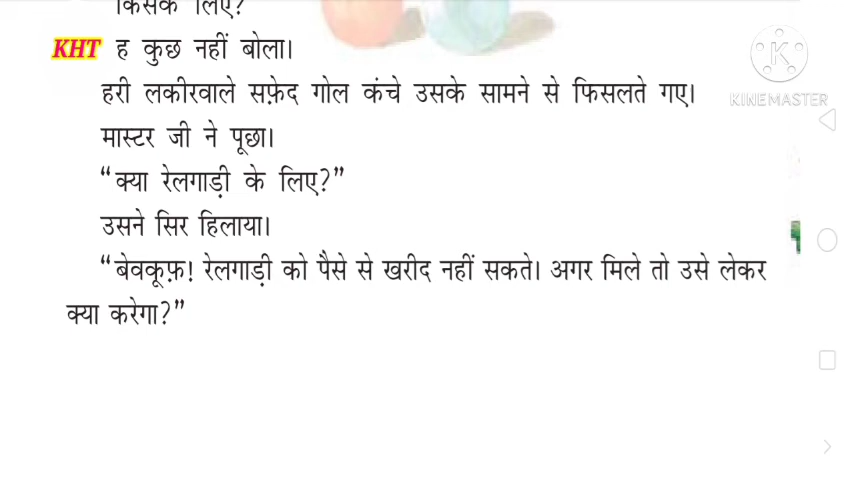 किसके लिए?
KHT ह कुछ नहीं बोला।
हरी लकीरवाले सफ़ेद गोल कंचे उसके सामने से फिसलते गए।
मास्टर जी ने पूछा।
“क्या रेलगाड़ी के लिए?”
उसने सिर हिलाया।
“बेवकूफ़! रेलगाड़ी को पैसे से खरीद नहीं सकते। अगर मिले तो उसे लेकर
क्या करेगा?”
KINEMASTER